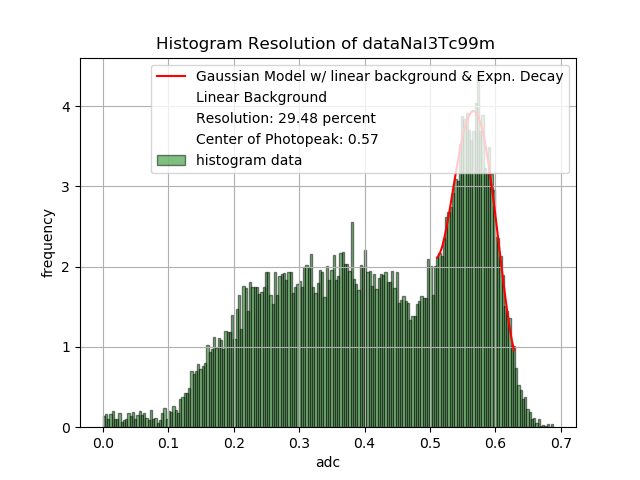 Histogram Resolution of dataNaI3Tc99m
Gaussian Model w/ linear background & Expn. Decay
Linear Background
Resolution: 29.48 percent
Center of Photopeak: 0.57
histogram data
frequency
4
3
2
1
0
0.0 0.1 0.2 0.3 0.4 0.5 0.6 0.7
adc